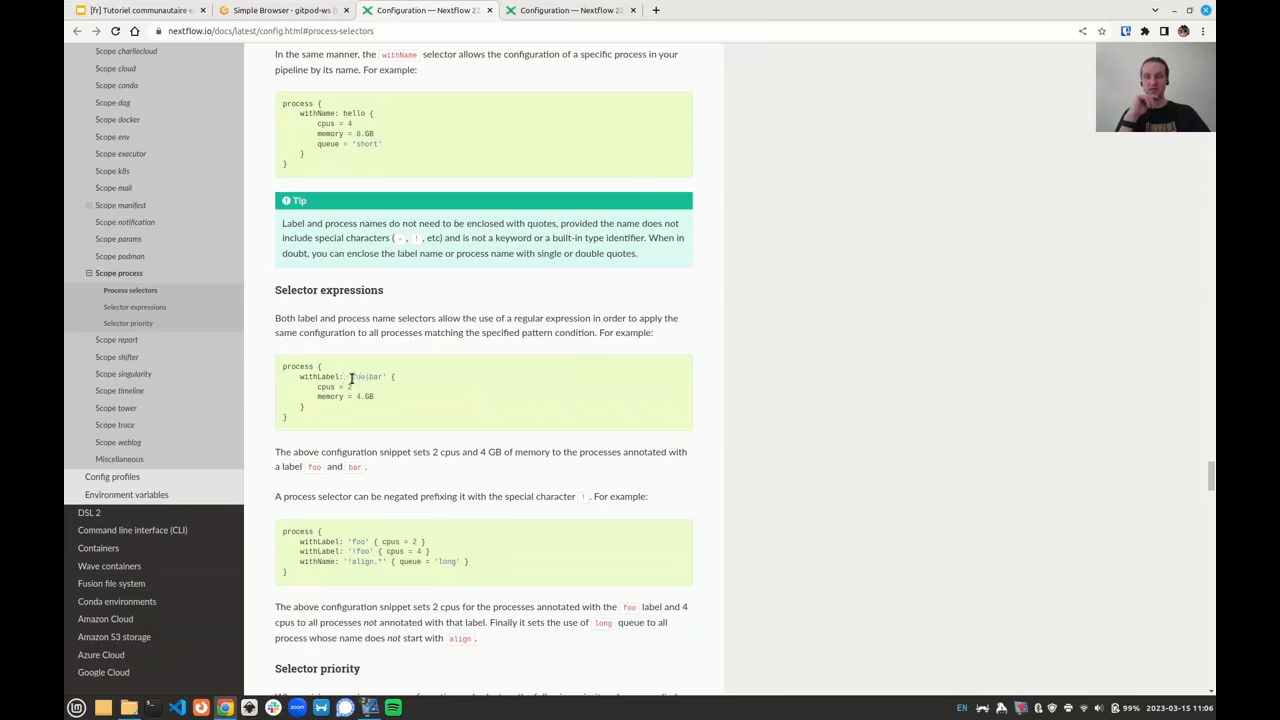 [fr] Tutoriel communautaire e
Simple Browser - gitpod-ws (
Configuration — Nextflow 22
Configuration — Nextflow 22
nextflow.io/docs/latest/config.html#process-selectors
Scope charliecloud
Scope cloud
Scope conda
Scope dag
Scope docker
Scope env
Scope executor
Scope k8s
Scope mail
Scope manifest
Scope notification
Scope params
Scope podman
Scope process
Process selectors
Selector expressions
Selector priority
Scope report
Scope shifter
Scope singularity
Scope timeline
Scope tower
Scope trace
Scope weblog
Miscellaneous
Config profiles
Environment variables
DSL 2
Command line interface (CLI)
Containers
Wave containers
Fusion file system
Conda environments
Amazon Cloud
Amazon S3 storage
Azure Cloud
Google Cloud
In the same manner, the withName selector allows the configuration of a specific process in your
pipeline by its name. For example:
process {
withName: hello {
cpus = 4
memory = 8.GB
queue = 'short'
}
}
Tip
Label and process names do not need to be enclosed with quotes, provided the name does not
include special characters ( - , ! , etc) and is not a keyword or a built-in type identifier. When in
doubt, you can enclose the label name or process name with single or double quotes.
Selector expressions
Both label and process name selectors allow the use of a regular expression in order to apply the
same configuration to all processes matching the specified pattern condition. For example:
process {
withLabel: 'foo|bar' {
cpus = 2
memory = 4.GB
}
}
The above configuration snippet sets 2 cpus and 4 GB of memory to the processes annotated with
a label foo and bar .
A process selector can be negated prefixing it with the special character ! . For example:
process {
withLabel: 'foo' { cpus = 2 }
withLabel: '!foo' { cpus = 4 }
withName: '!align.*' { queue = 'long' }
}
The above configuration snippet sets 2 cpus for the processes annotated with the foo label and 4
cpus to all processes not annotated with that label. Finally it sets the use of long queue to all
process whose name does not start with align .
Selector priority
EN
99%
2023-03-15 11:06